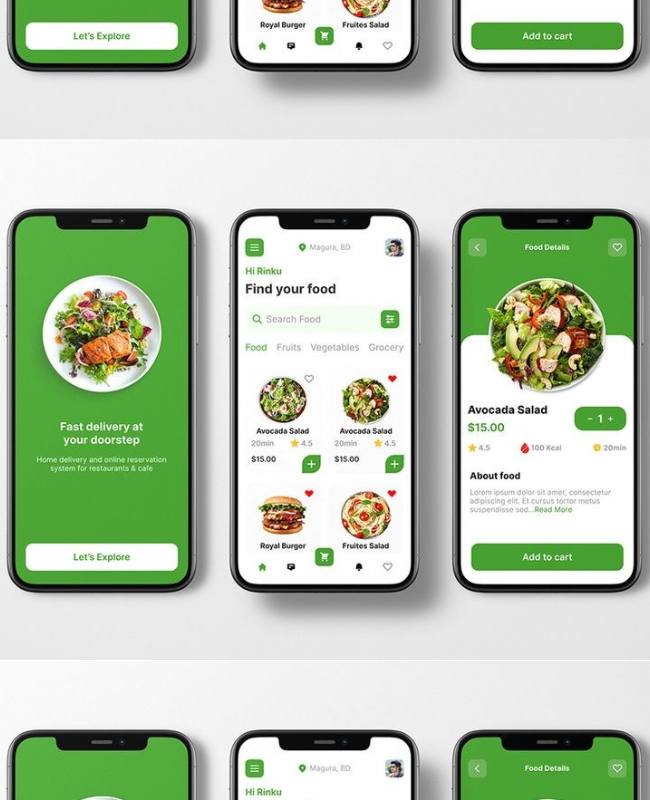 Let's Explore
Royal Burger
Fruites Salad
Add to cart
Fast delivery at
your doorstep
Home delivery and online reservation
system for restaurants & cafe
Let's Explore
Magura, BD
Hi Rinku
Find your food
Search Food
Food Fruits Vegetables Grocery
Avocada Salad
20min 4.5
$15.00
+
Avocada Salad
20min 4.5
$15.00
+
Royal Burger
Fruites Salad
Food Details
Avocado Salad
$15.00
− 1 +
4.5 100 Kcal 20min
About food
Lorem ipsum dolor sit amet, consectetur
adipiscing elit. Et cursus tortor metus
suspendisse sed...Read More
Add to cart
Magura, BD
Hi Rinku
Food Details